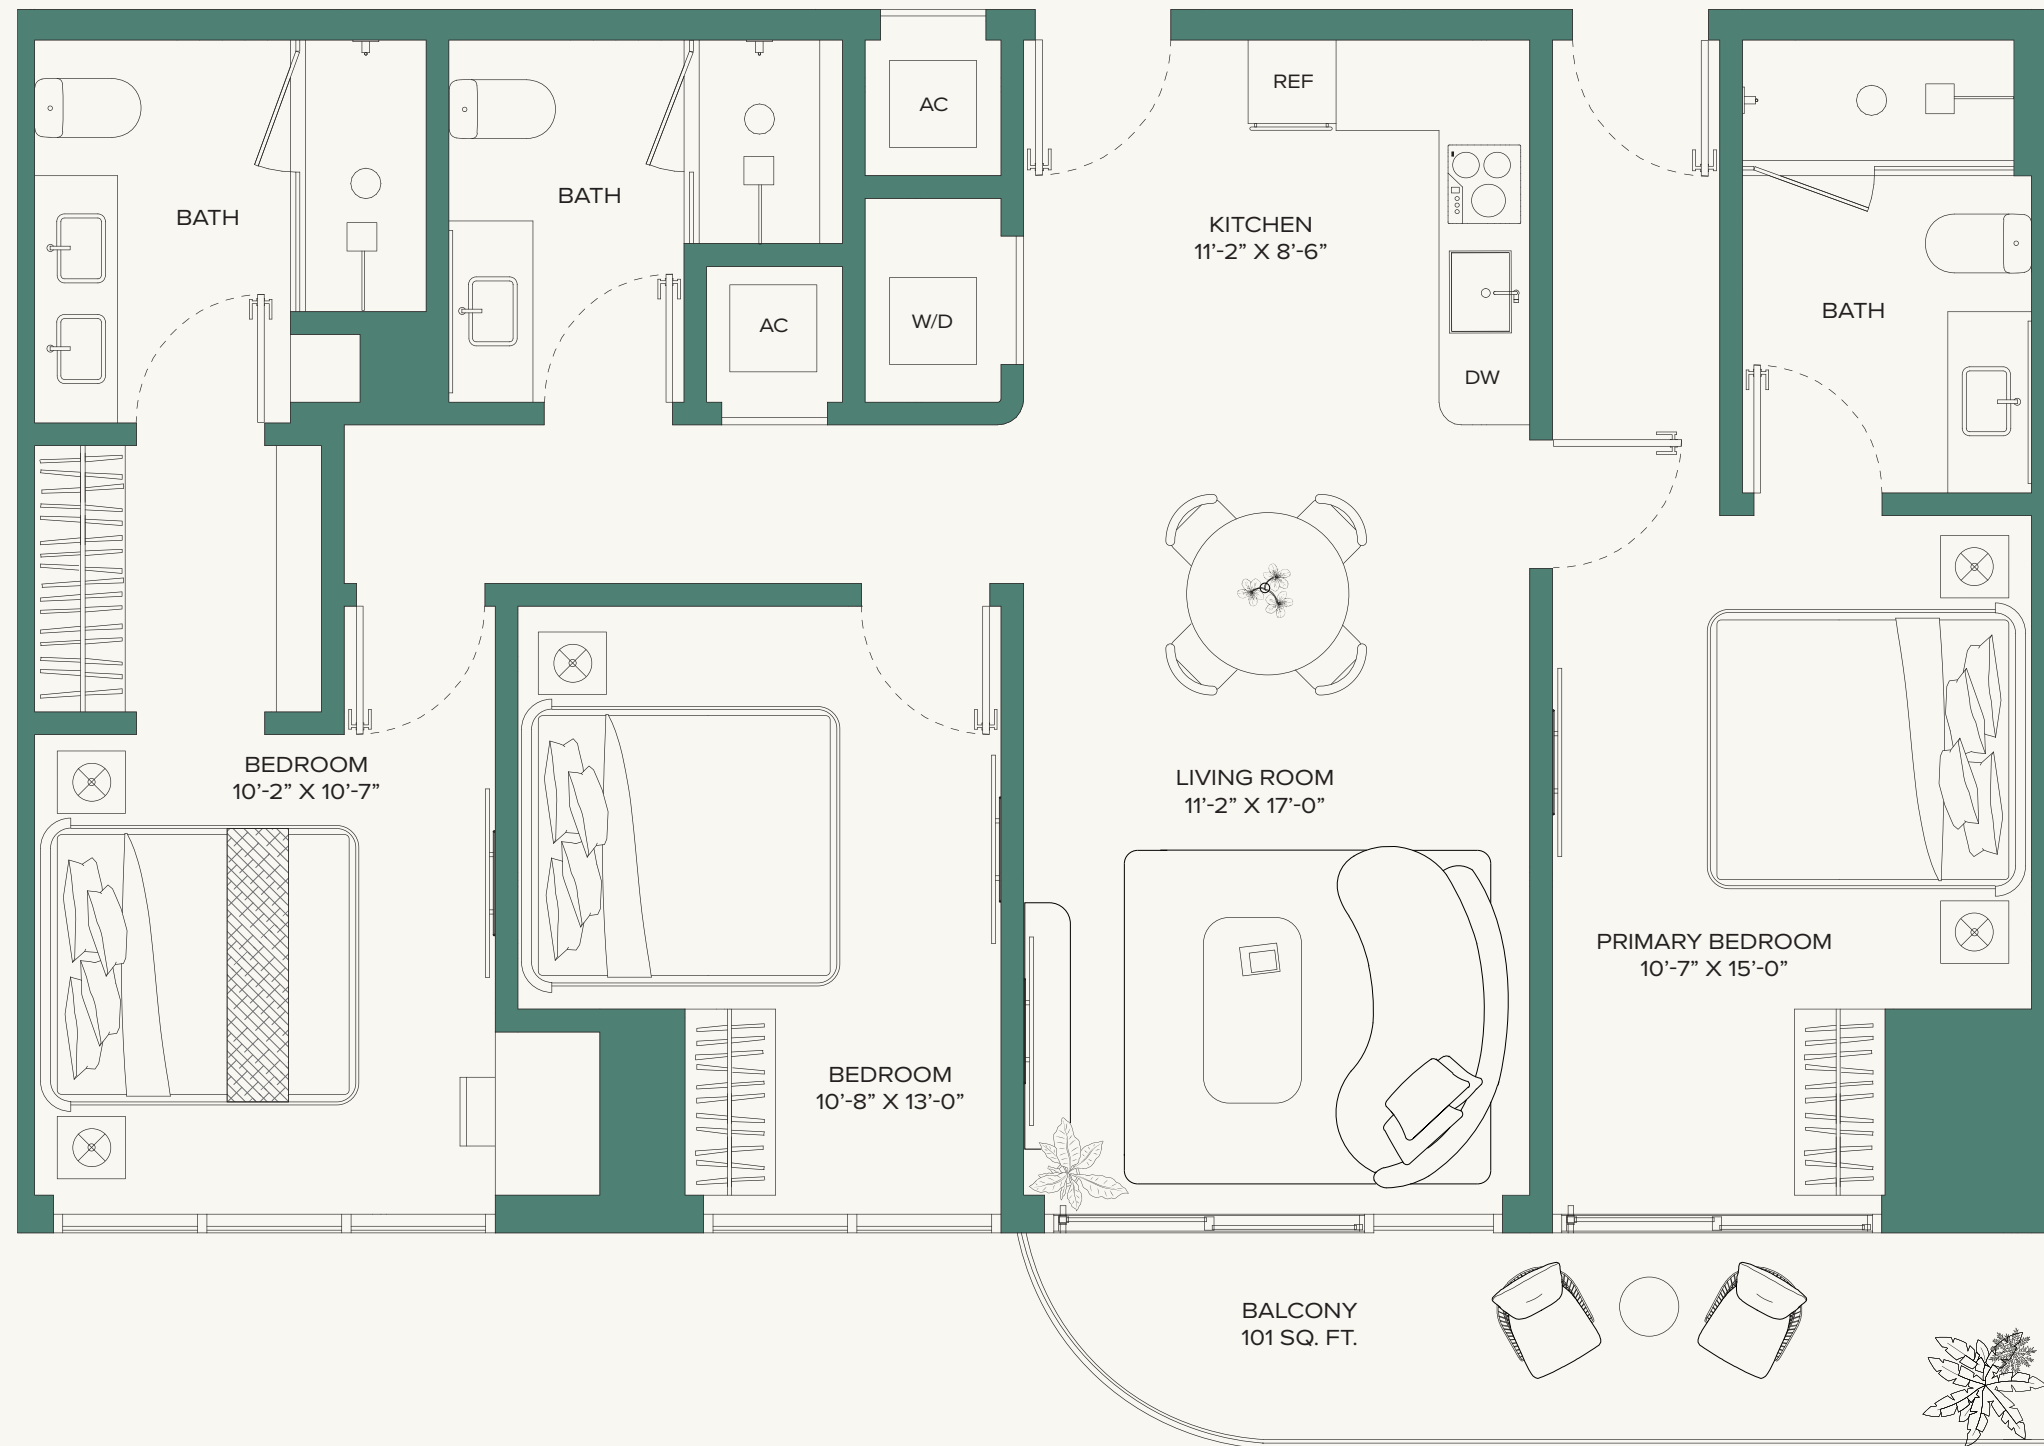 REF
AC
BATH
BATH
KITCHEN
11’-2” X 8’-6”
BATH
AC
W/D
DW
BEDROOM
10’-2” X 10’-7”
LIVING ROOM
11’-2” X 17’-0”
PRIMARY BEDROOM
10’-7” X 15’-0”
BEDROOM
10’-8” X 13’-0”
BALCONY
101 SQ. FT.